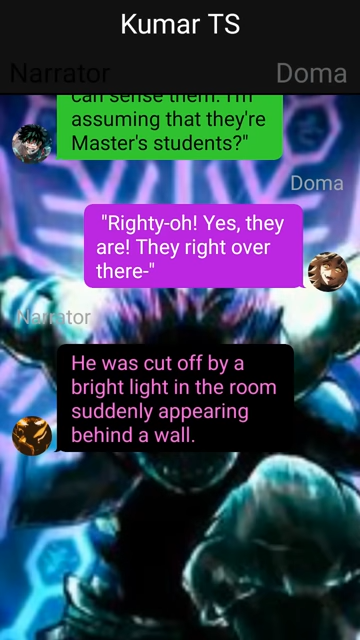 Kumar TS
Narrator
Doma
can sense them. I'm
assuming that they're
Master's students?"
Doma
"Righty-oh! Yes, they
are! They right over
there-"
Narrator
He was cut off by a
bright light in the room
suddenly appearing
behind a wall.